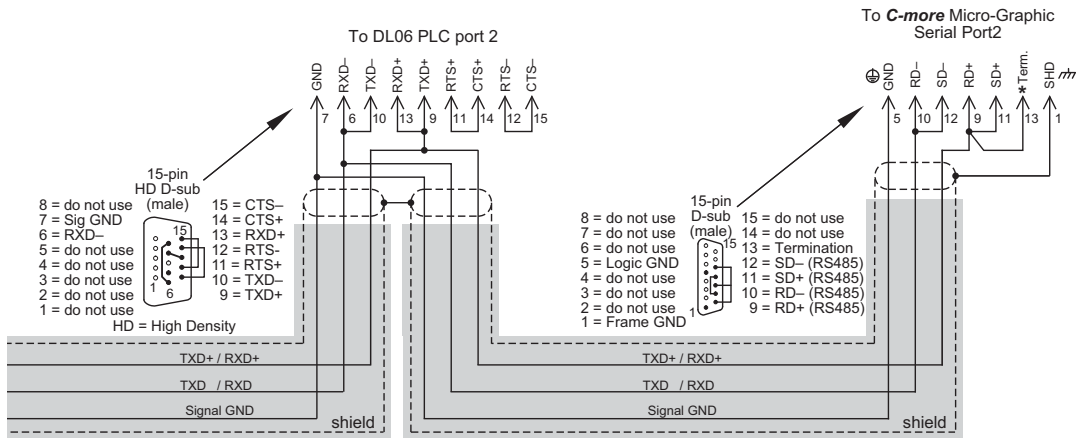 To DL06 PLC port 2
GND
RXD–
TXD–
RXD+
TXD+
RTS+
CTS+
RTS–
CTS–
7
6
10
13
9
11
14
12
15
15-pin
HD D-sub
(male)
8 = do not use
7 = Sig GND
6 = RXD–
5 = do not use
4 = do not use
3 = do not use
2 = do not use
1 = do not use
15 = CTS–
14 = CTS+
13 = RXD+
12 = RTS-
11 = RTS+
10 = TXD–
9 = TXD+
15
1
6
HD = High Density
TXD+ / RXD+
TXD / RXD
Signal GND
shield
To C-more Micro-Graphic
Serial Port2
GND
RD–
SD–
RD+
SD+
*Term.
SHD
5
10
12
9
11
13
1
15-pin
D-sub
(male)
8 = do not use
7 = do not use
6 = do not use
5 = Logic GND
4 = do not use
3 = do not use
2 = do not use
1 = Frame GND
15 = do not use
14 = do not use
13 = Termination
12 = SD– (RS485)
11 = SD+ (RS485)
10 = RD– (RS485)
9 = RD+ (RS485)
15
1
TXD+ / RXD+
TXD / RXD
Signal GND
shield